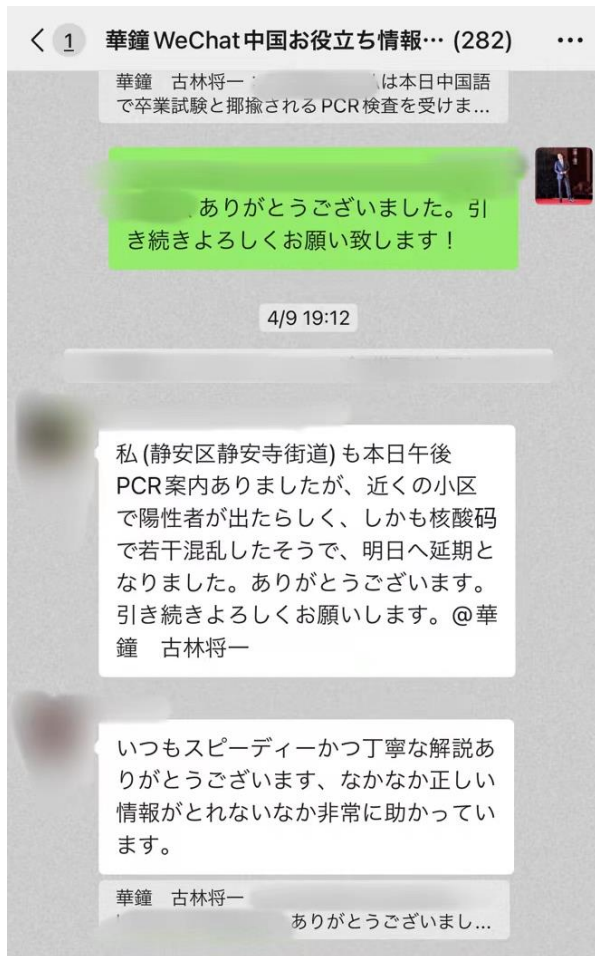 1 華鐘WeChat中国お役立ち情報… (282) …
華鐘 古林将一 は本日中国語
で卒業試験と揶揄されるPCR検査を受けま...
ありがとうございました。引
き続きよろしくお願い致します！
4/9 19:12
私(静安区静安寺街道)も本日午後
PCR案内ありましたが、近くの小区
で陽性者が出たらしく、しかも核酸码
で若干混乱したそうで、明日へ延期と
なりました。ありがとうございます。
引き続きよろしくお願いします。@華
鐘 古林将一
いつもスピーディーかつ丁寧な解説あ
りがとうございます、なかなか正しい
情報がとれないなか非常に助かってい
ます。
華鐘 古林将一
ありがとうございまし...